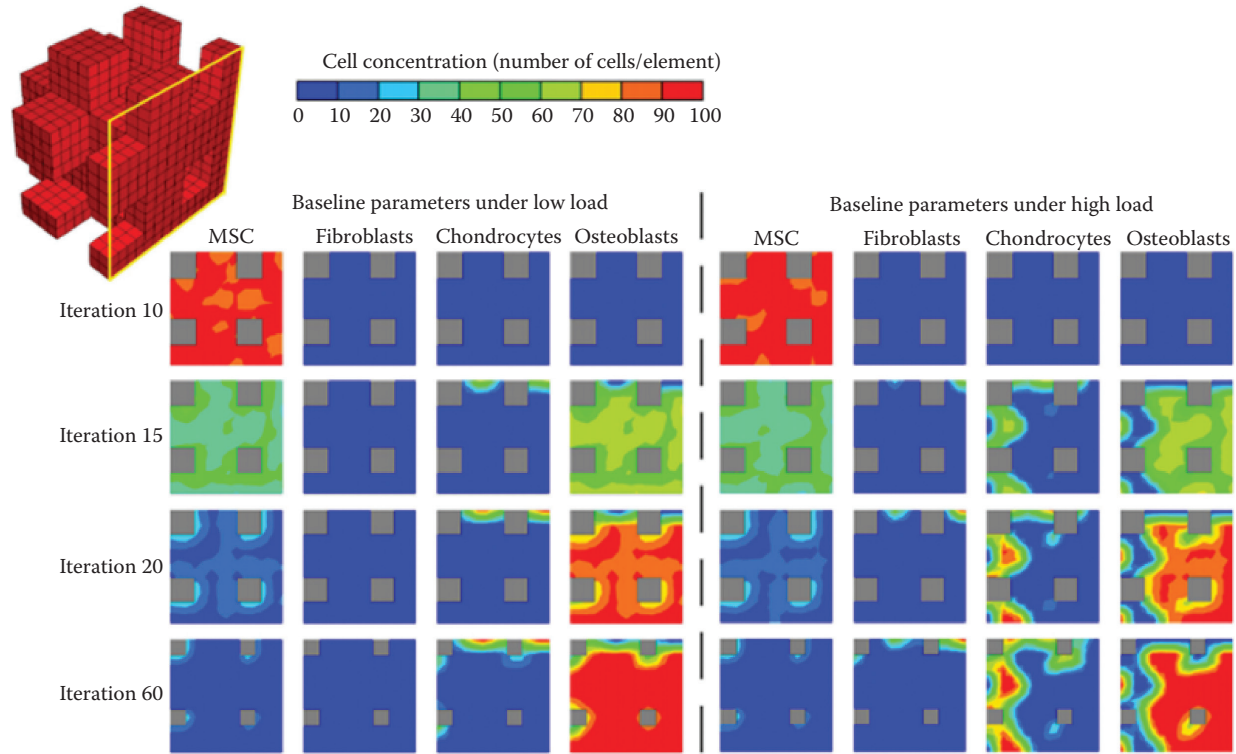 Cell concentration (number of cells/element)
0 10 20 30 40 50 60 70 80 90 100
Baseline parameters under low load
Baseline parameters under high load
MSC Fibroblasts Chondrocytes Osteoblasts MSC Fibroblasts Chondrocytes Osteoblasts
Iteration 10
Iteration 15
Iteration 20
Iteration 60